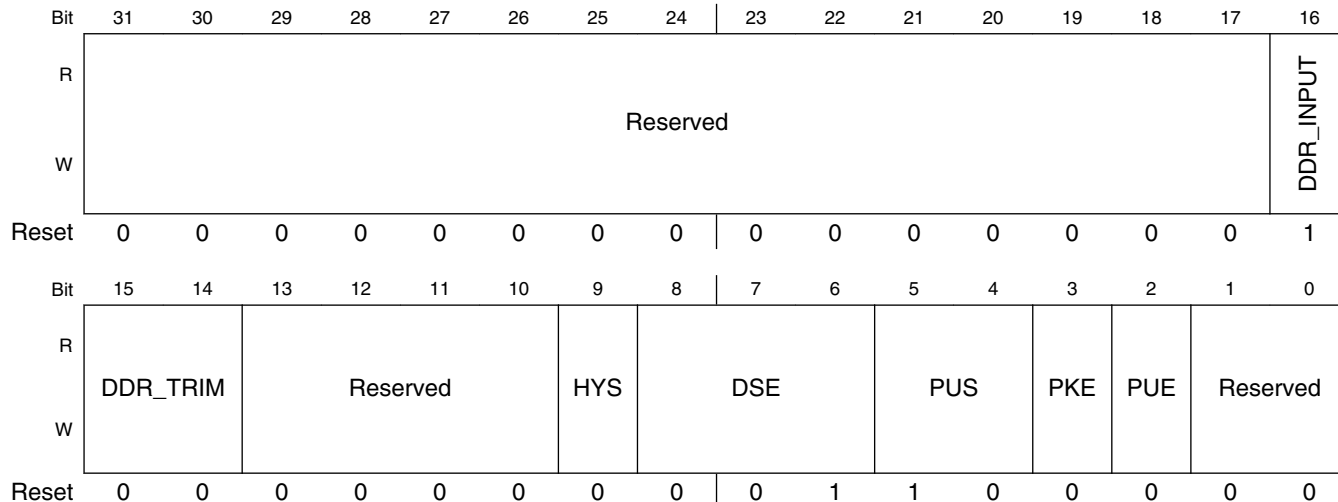 Bit 31 30 29 28 27 26 25 24 23 22 21 20 19 18 17 16
R
Reserved
DDR_INPUT
W
Reset 0 0 0 0 0 0 0 0 0 0 0 0 0 0 0 1
Bit 15 14 13 12 11 10 9 8 7 6 5 4 3 2 1 0
R
DDR_TRIM Reserved HYS DSE PUS PKE PUE Reserved
W
Reset 0 0 0 0 0 0 0 0 0 1 1 0 0 0 0 0